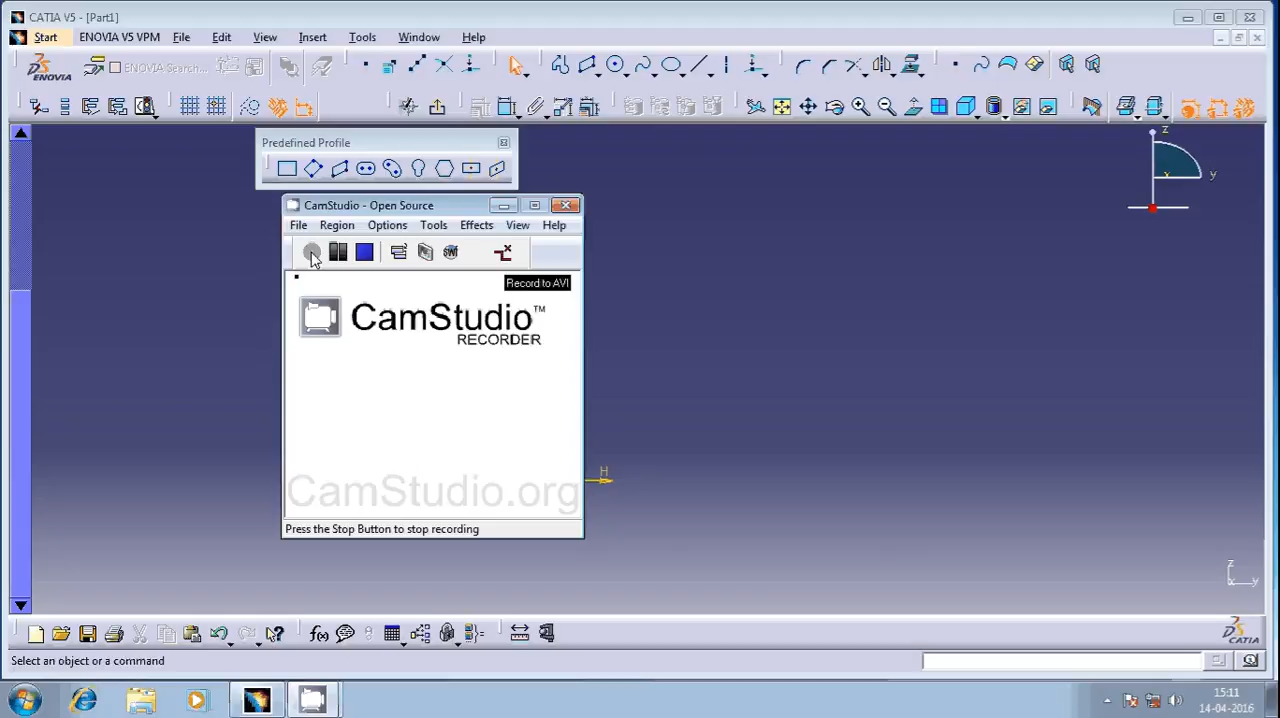 CATIA V5 - [Part1]
Start ENOVIA V5 VPM File Edit View Insert Tools Window Help
ENOVIA ENOVIA Search...
Predefined Profile
z
x y
CamStudio - Open Source
File Region Options Tools Effects View Help
Record to AVI
CamStudio™
RECORDER
H
CamStudio.org
Press the Stop Button to stop recording
z
x y
f(x)
CATIA
Select an object or a command
15:11
14-04-2016